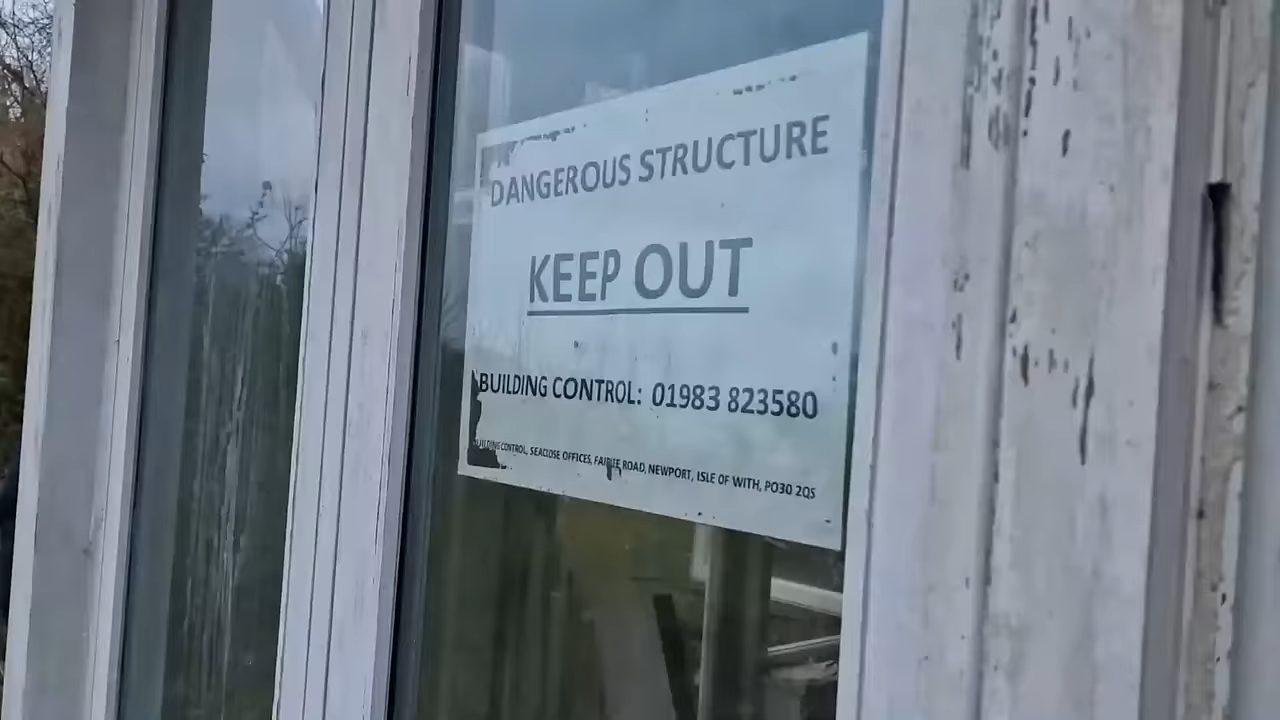 DANGEROUS STRUCTURE
KEEP OUT
BUILDING CONTROL: 01983 823580
BUILDING CONTROL, SEACLOSE OFFICES, FAIRLEE ROAD, NEWPORT, ISLE OF WITH, PO30 2QS